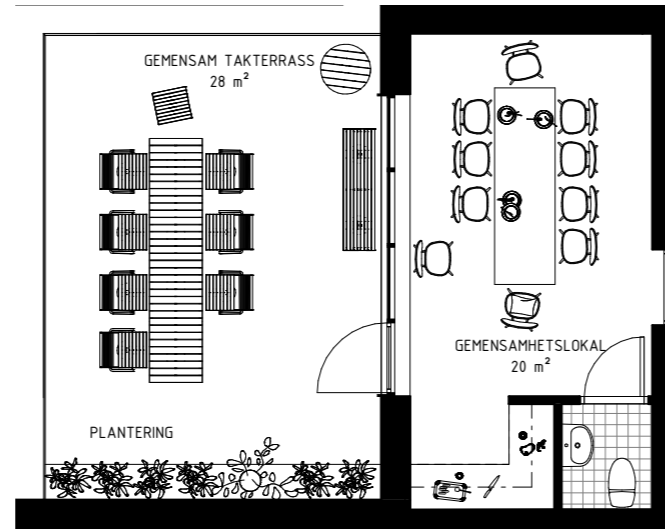 GEMENSAM TAKTERRASS
28 m²
GEMENSAMHETSLOKAL
20 m²
PLANTERING